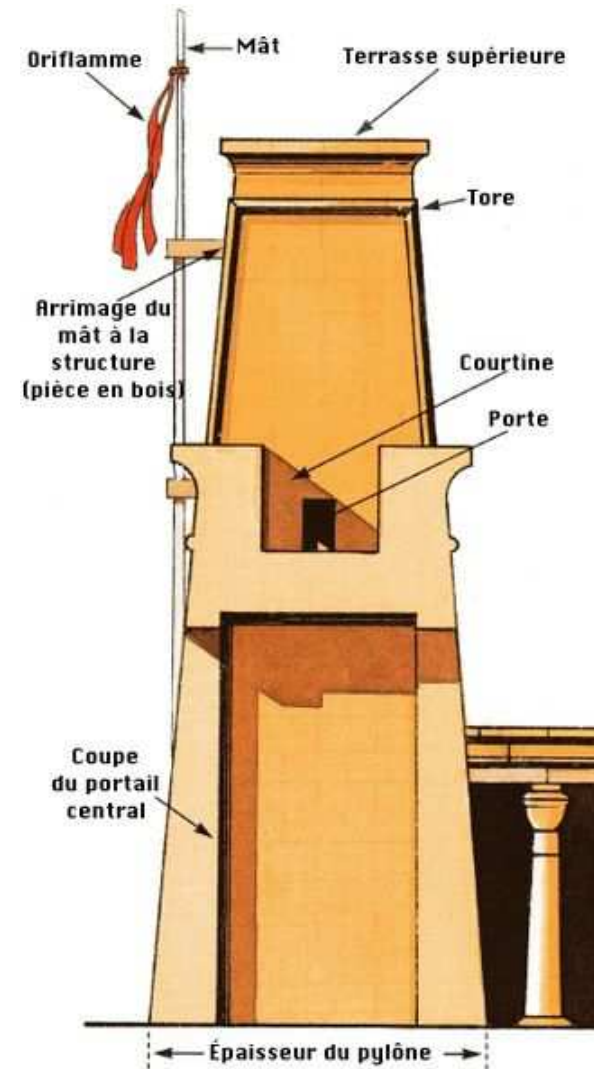 Mât
Oriflamme
Terrasse supérieure
Tore
Arrimage du
mât à la
structure
(pièce en bois)
Courtine
Porte
Coupe
du portail
central
Épaisseur du pylône